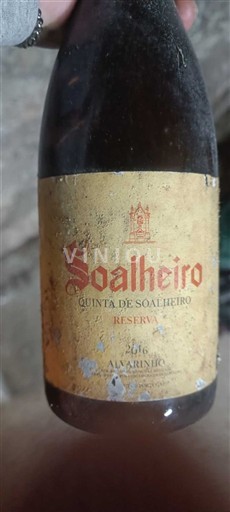 VINIOU
Soalheiro
QUINTA DE SOALHEIRO
RESERVA
2016
ALVARINHO